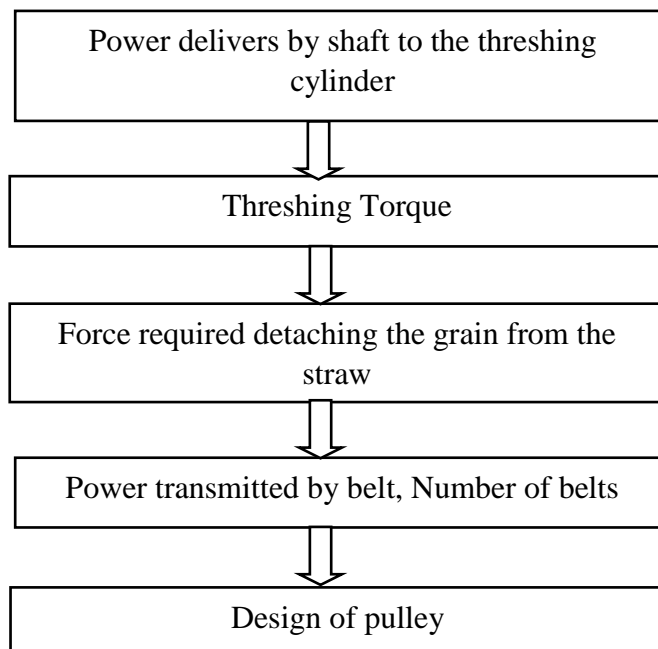 Power delivers by shaft to the threshing
cylinder
Threshing Torque
Force required detaching the grain from the
straw
Power transmitted by belt, Number of belts
Design of pulley